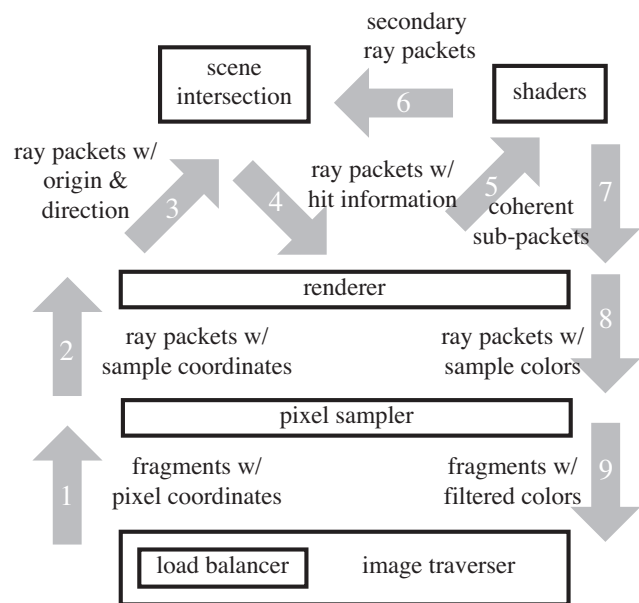 secondary
ray packets
scene
intersection
6
shaders
ray packets w/
origin &
direction
3
4
ray packets w/
hit information
5
7
coherent
sub-packets
renderer
2
ray packets w/
sample coordinates
ray packets w/
sample colors
8
pixel sampler
1
fragments w/
pixel coordinates
fragments w/
filtered colors
9
load balancer
image traverser